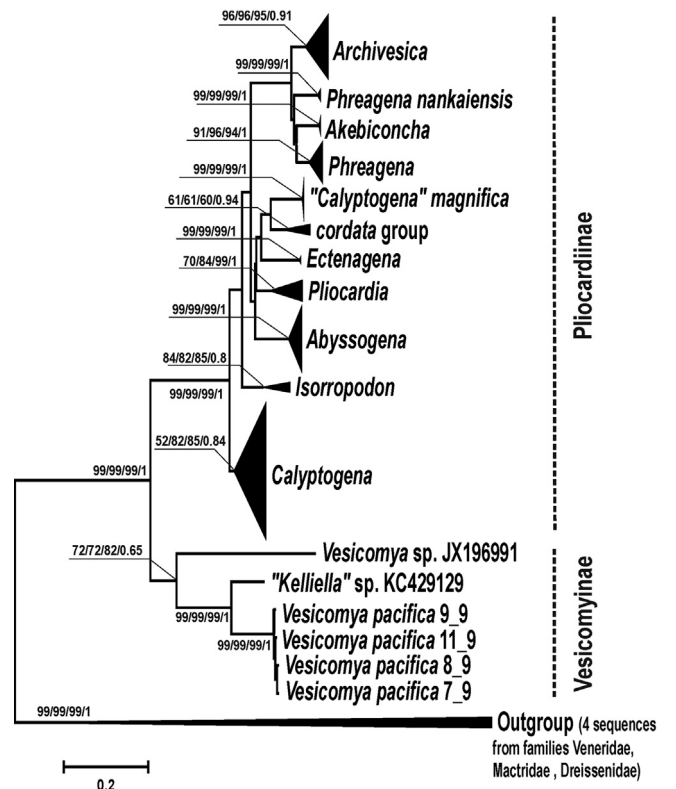 96/96/95/0.91
Archivesica
99/99/99/1
Phreagena nankaiensis
99/99/99/1
Akebiconcha
91/96/94/1
Phreagena
99/99/99/1
"Calyptogena" magnifica
61/61/60/0.94
cordata group
99/99/99/1
Ectenagena
70/84/99/1
Pliocardia
99/99/99/1
Abyssogena
84/82/85/0.8
Isorropodon
99/99/99/1
52/82/85/0.84
Calyptogena
99/99/99/1
Pliocardiinae
72/72/82/0.65
Vesicomya sp. JX196991
"Kelliella" sp. KC429129
99/99/99/1
Vesicomya pacifica 9_9
Vesicomya pacifica 11_9
99/99/99/1
Vesicomya pacifica 8_9
Vesicomya pacifica 7_9
Vesicomyinae
99/99/99/1
Outgroup (4 sequences
from families Veneridae,
Mactridae , Dreissenidae)
0.2